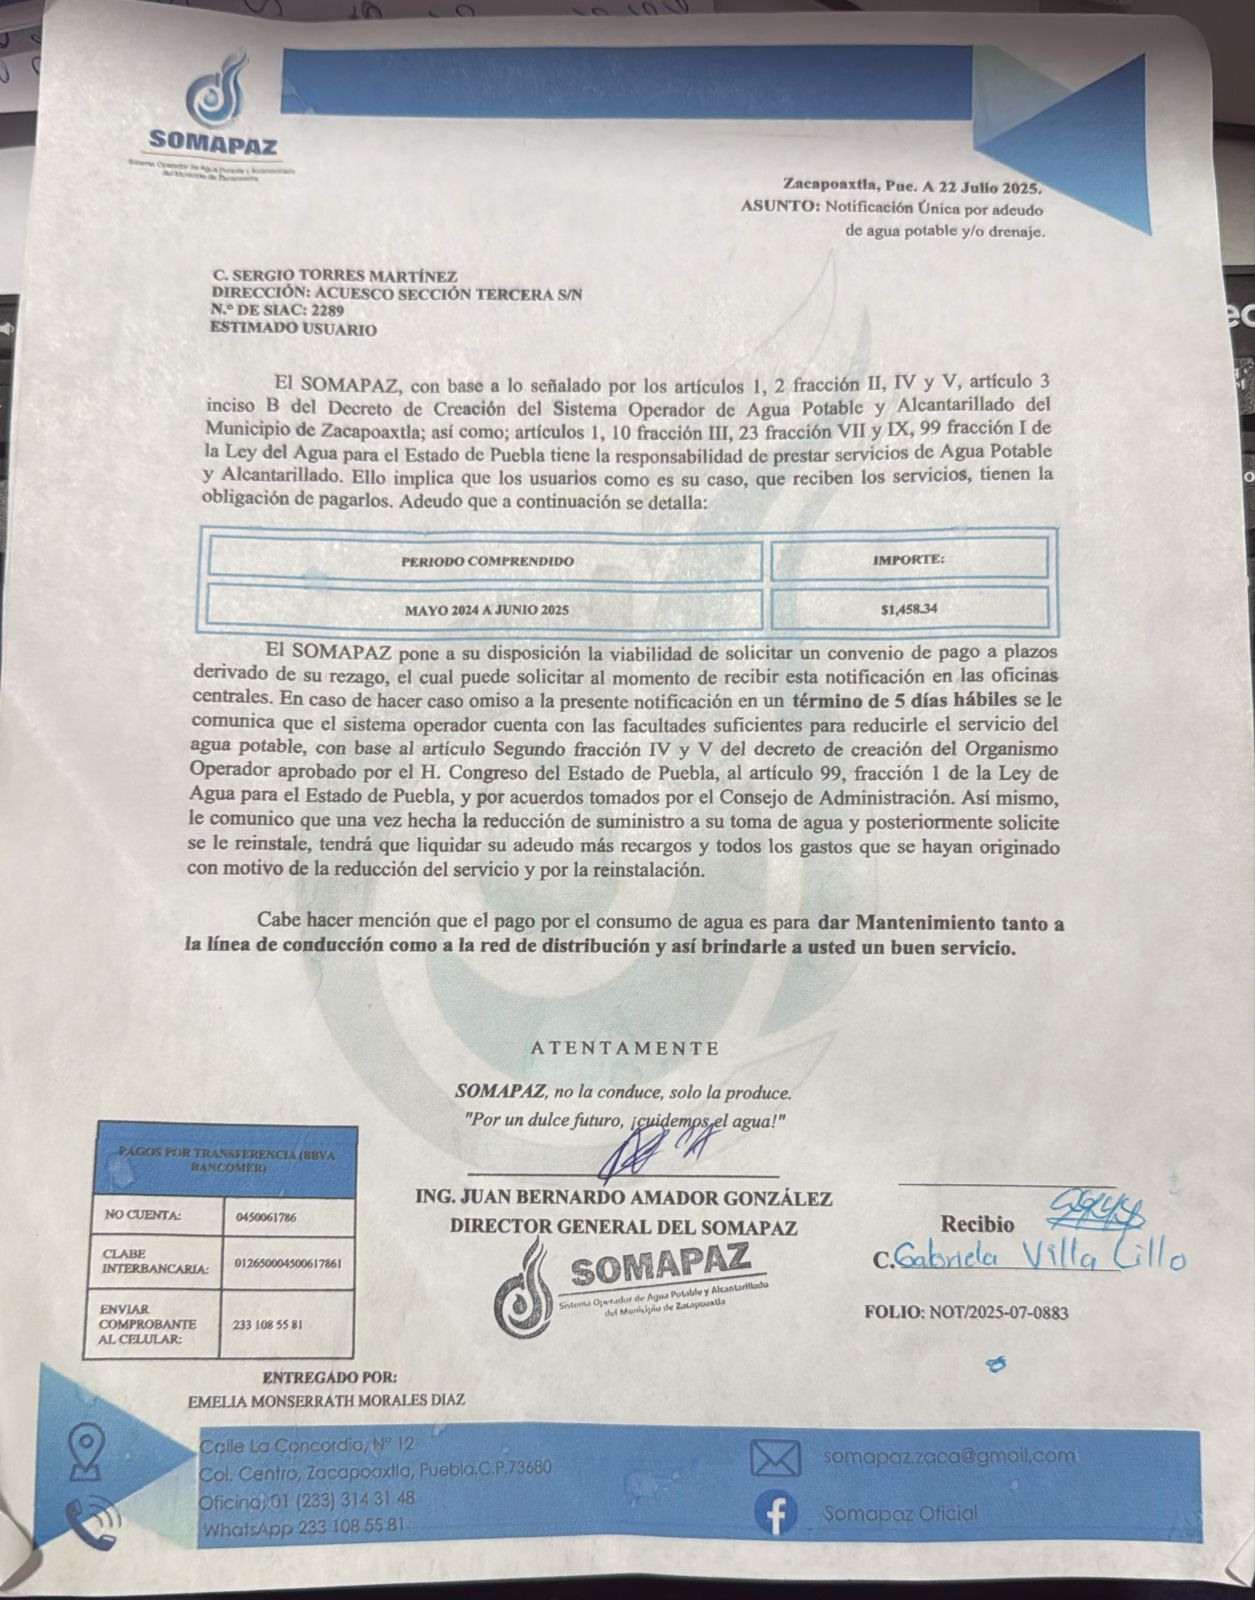 SOMAPAZ
Sistema Operador de Agua Potable y Alcantarillado
del Municipio de Zacapoaxtla
Zacapoaxtla, Pue. A 22 Julio 2025.
ASUNTO: Notificación Única por adeudo
de agua potable y/o drenaje.
C. SERGIO TORRES MARTÍNEZ
DIRECCIÓN: ACUESCO SECCIÓN TERCERA S/N
N.º DE SIAC: 2289
ESTIMADO USUARIO
El SOMAPAZ, con base a lo señalado por los artículos 1, 2 fracción II, IV y V, artículo 3
inciso B del Decreto de Creación del Sistema Operador de Agua Potable y Alcantarillado del
Municipio de Zacapoaxtla; así como; artículos 1, 10 fracción III, 23 fracción VII y IX, 99 fracción I de
la Ley del Agua para el Estado de Puebla tiene la responsabilidad de prestar servicios de Agua Potable
y Alcantarillado. Ello implica que los usuarios como es su caso, que reciben los servicios, tienen la
obligación de pagarlos. Adeudo que a continuación se detalla:
PERIODO COMPRENDIDO IMPORTE:
MAYO 2024 A JUNIO 2025 $1,458.34
El SOMAPAZ pone a su disposición la viabilidad de solicitar un convenio de pago a plazos
derivado de su rezago, el cual puede solicitar al momento de recibir esta notificación en las oficinas
centrales. En caso de hacer caso omiso a la presente notificación en un término de 5 días hábiles se le
comunica que el sistema operador cuenta con las facultades suficientes para reducirle el servicio del
agua potable, con base al artículo Segundo fracción IV y V del decreto de creación del Organismo
Operador aprobado por el H. Congreso del Estado de Puebla, al artículo 99, fracción 1 de la Ley de
Agua para el Estado de Puebla, y por acuerdos tomados por el Consejo de Administración. Así mismo,
le comunico que una vez hecha la reducción de suministro a su toma de agua y posteriormente solicite
se le reinstale, tendrá que liquidar su adeudo más recargos y todos los gastos que se hayan originado
con motivo de la reducción del servicio y por la reinstalación.
Cabe hacer mención que el pago por el consumo de agua es para dar Mantenimiento tanto a
la línea de conducción como a la red de distribución y así brindarle a usted un buen servicio.
ATENTAMENTE
SOMAPAZ, no la conduce, solo la produce.
"Por un dulce futuro, ¡cuidemos el agua!"
ING. JUAN BERNARDO AMADOR GONZÁLEZ
DIRECTOR GENERAL DEL SOMAPAZ
SOMAPAZ
Sistema Operador de Agua Potable y Alcantarillado
del Municipio de Zacapoaxtla
Recibio
C. Gabriela Villa Cillo
FOLIO: NOT/2025-07-0883
PAGOS POR TRANSFERENCIA (BBVA
BANCOMER)
NO CUENTA: 0450061786
CLABE
INTERBANCARIA: 012650004500617861
ENVIAR
COMPROBANTE
AL CELULAR: 233 108 55 81
ENTREGADO POR:
EMELIA MONSERRATH MORALES DIAZ
Calle La Concordia, Nº 12
Col. Centro, Zacapoaxtla, Puebla.C.P.73680
Oficina, 01 (233) 314 31 48
WhatsApp 233 108 55 81
somapaz.zaca@gmail.com
Somapaz Oficial